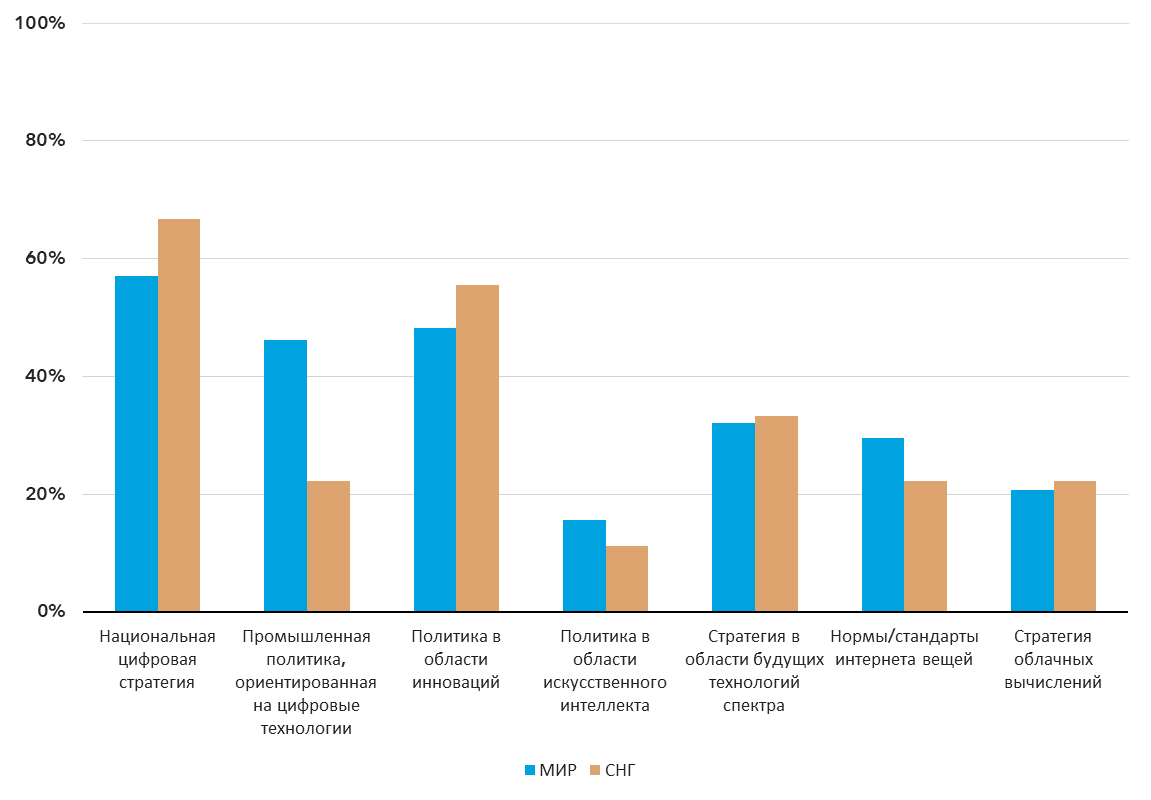 100%
80%
60%
40%
20%
0%
Национальная
цифровая
стратегия
Промышленная
политика,
ориентированная
на цифровые
технологии
Политика в
области
инноваций
Политика в
области
искусственного
интеллекта
Стратегия в
области будущих
технологий
спектра
Нормы/стандарты
интернета вещей
Стратегия
облачных
вычислений
МИР СНГ